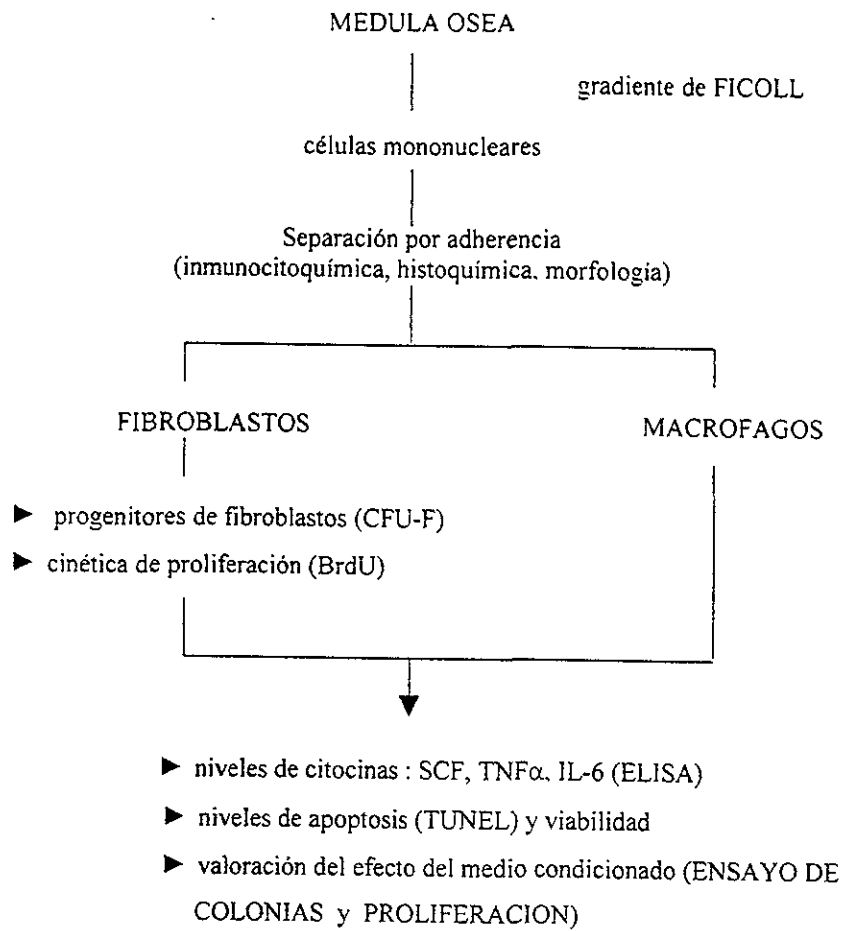 MEDULA OSEA
gradiente de FICOLL
células mononucleares
Separación por adherencia
(inmunocitoquímica, histoquímica. morfología)
FIBROBLASTOS
MACROFAGOS
► progenitores de fibroblastos (CFU-F)
► cinética de proliferación (BrdU)
► niveles de citocinas : SCF, TNFα, IL-6 (ELISA)
► niveles de apoptosis (TUNEL) y viabilidad
► valoración del efecto del medio condicionado (ENSAYO DE
COLONIAS y PROLIFERACION)